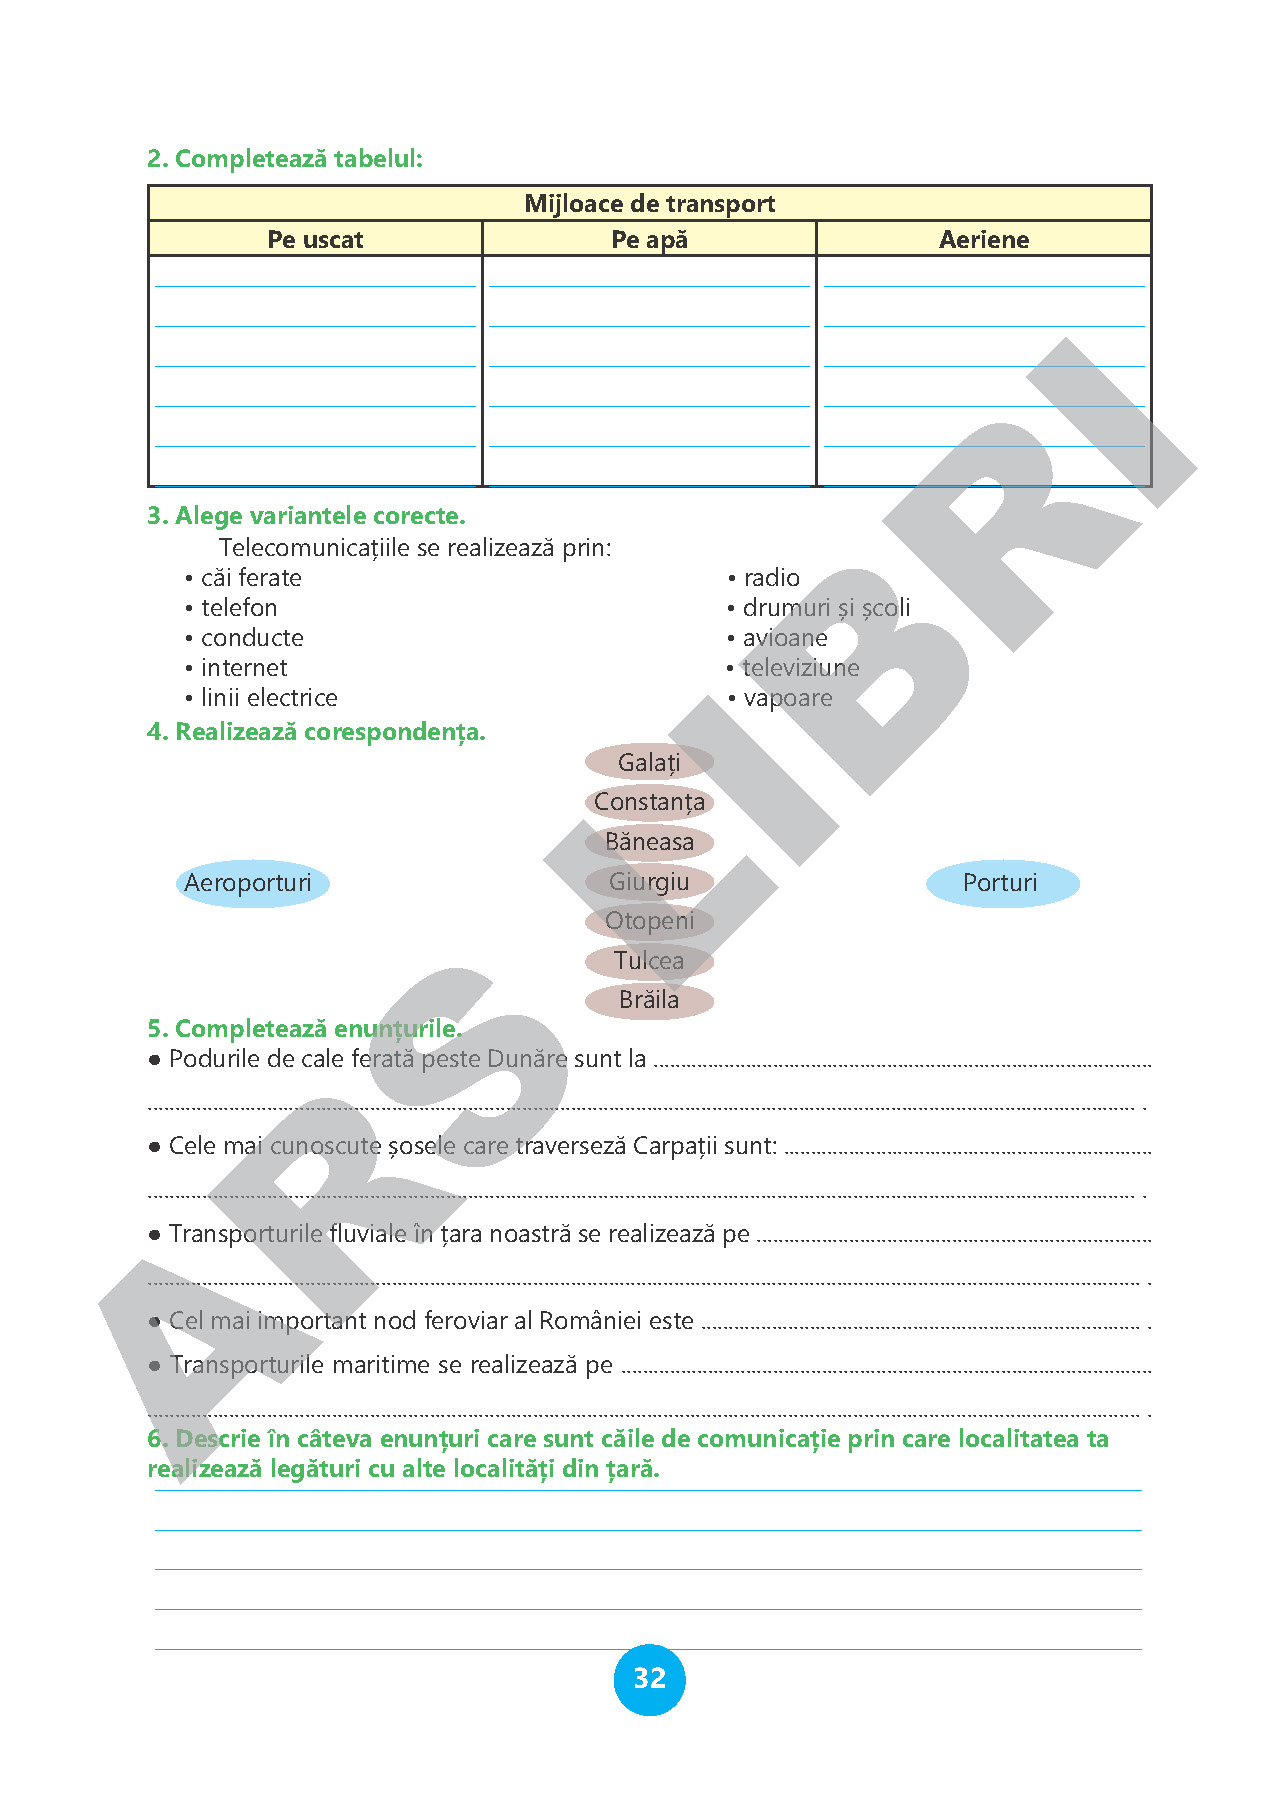 2. Completează tabelul:
Mijloace de transport
Pe uscat Pe apă Aeriene
3. Alege variantele corecte.
Telecomunicațiile se realizează prin:
• căi ferate
• telefon
• conducte
• internet
• linii electrice
• radio
• drumuri și școli
• avioane
• televiziune
• vapoare
4. Realizează corespondența.
Galați
Constanța
Băneasa
Aeroporturi Giurgiu Porturi
Otopeni
Tulcea
Brăila
5. Completează enunțurile.
● Podurile de cale ferată peste Dunăre sunt la ..........
.......... .
● Cele mai cunoscute șosele care traverseză Carpații sunt: ..........
.......... .
● Transporturile fluviale în țara noastră se realizează pe ..........
.......... .
● Cel mai important nod feroviar al României este .......... .
● Transporturile maritime se realizează pe ..........
.......... .
6. Descrie în câteva enunțuri care sunt căile de comunicație prin care localitatea ta
realizează legături cu alte localități din țară.
32
ARS LIBRI